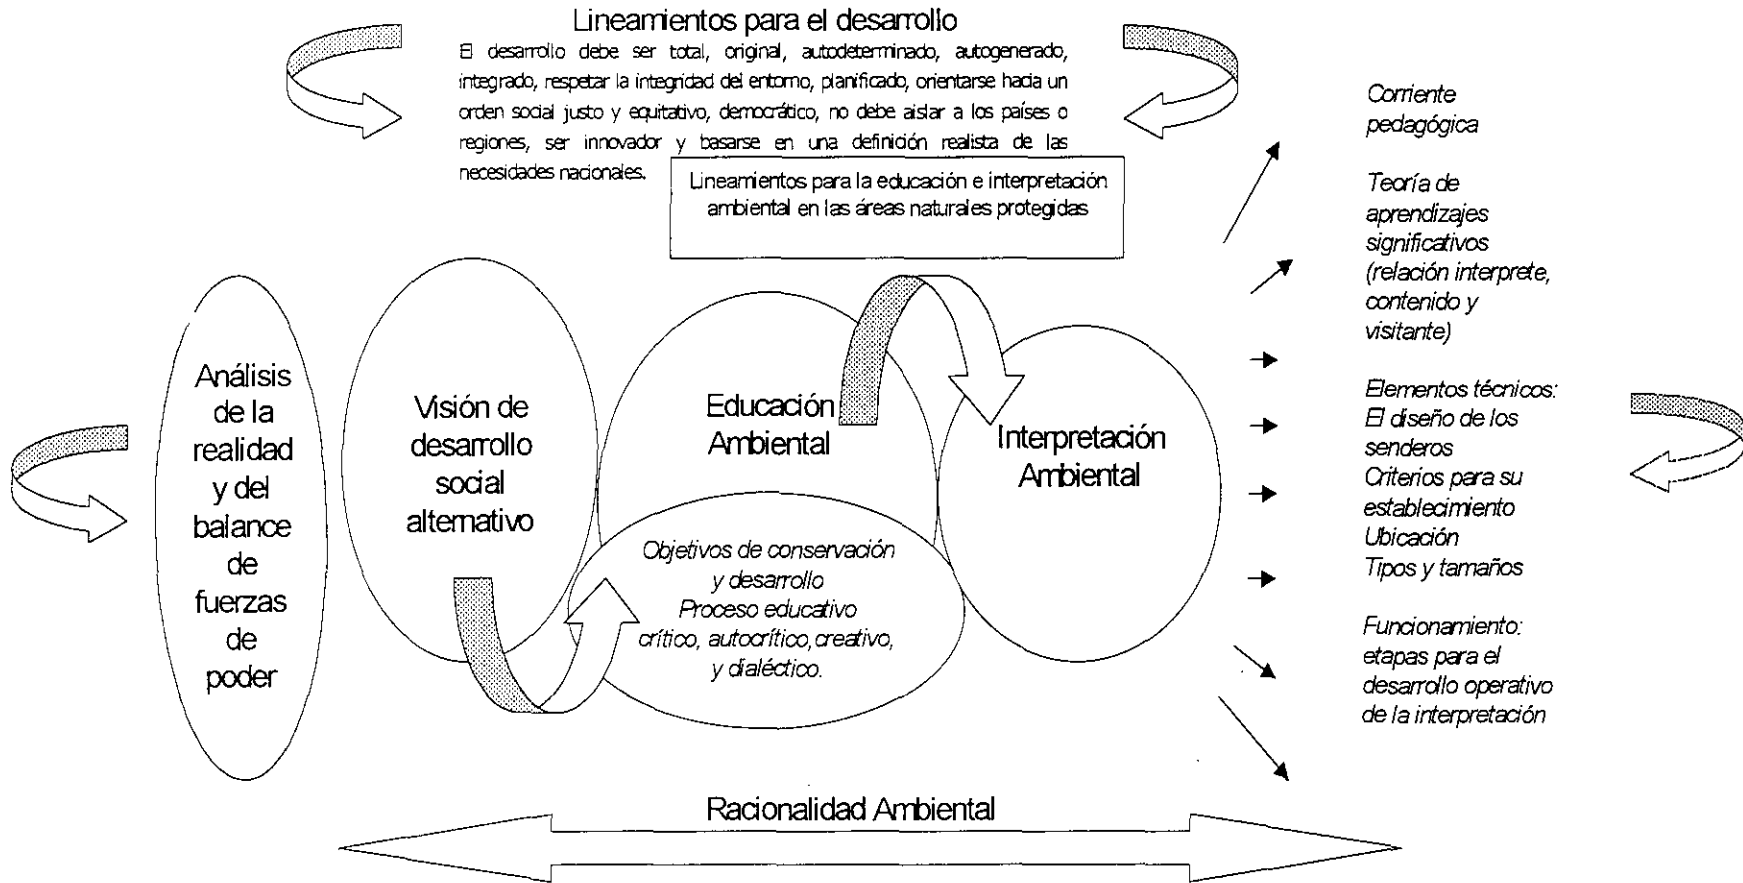 Lineamientos para el desarrollo
El desarrollo debe ser total, original, autodeterminado, autogenerado,
integrado, respetar la integridad del entorno, planificado, orientarse hacia un
orden social justo y equitativo, democrático, no debe aislar a los países o
regiones, ser innovador y basarse en una definición realista de las
necesidades nacionales.
Lineamientos para la educación e interpretación
ambiental en las áreas naturales protegidas
Análisis
de la
realidad
y del
balance
de
fuerzas
de
poder
Visión de
desarrollo
social
alternativo
Educación
Ambiental
Objetivos de conservación
y desarrollo
Proceso educativo
crítico, autocrítico, creativo,
y dialéctico.
Interpretación
Ambiental
Corriente
pedagógica
Teoría de
aprendizajes
significativos
(relación interprete,
contenido y
visitante)
Elementos técnicos:
El diseño de los
senderos
Criterios para su
establecimiento
Ubicación
Tipos y tamaños
Funcionamiento:
etapas para el
desarrollo operativo
de la interpretación
Racionalidad Ambiental